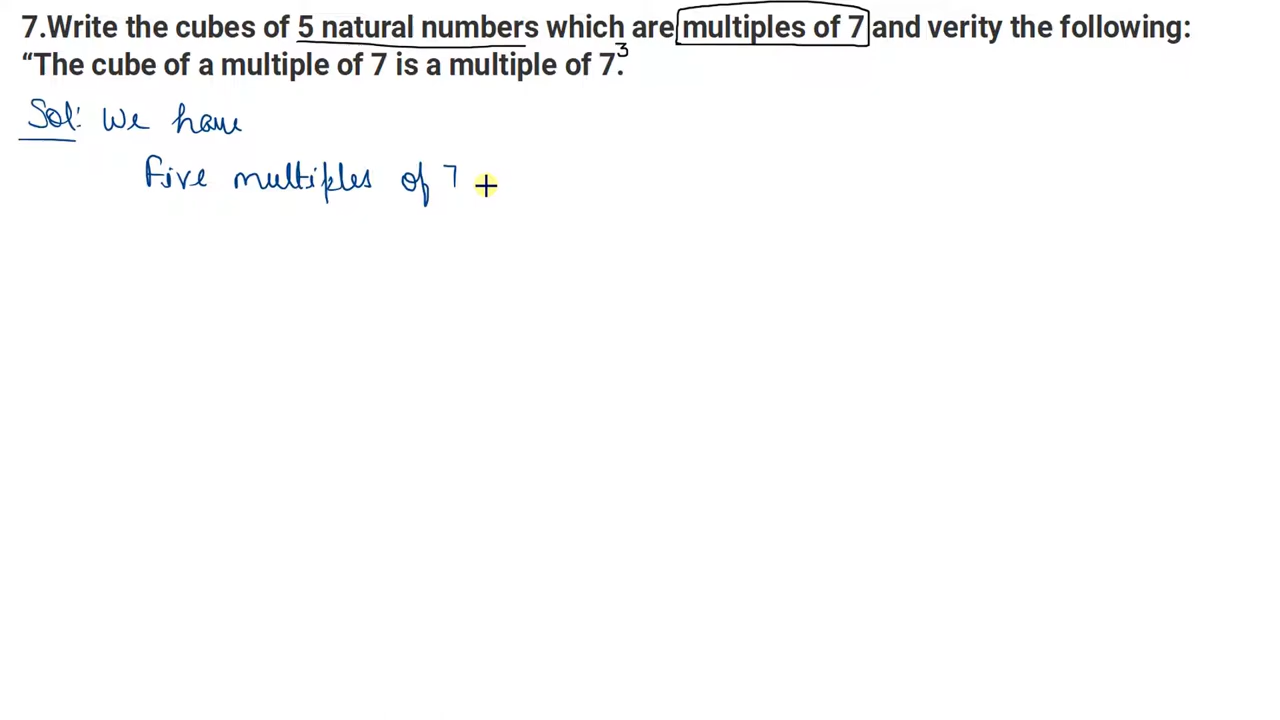 7.Write the cubes of 5 natural numbers which are multiples of 7 and verity the following:
“The cube of a multiple of 7 is a multiple of 7³.
Sol: We have
Five multiples of 7